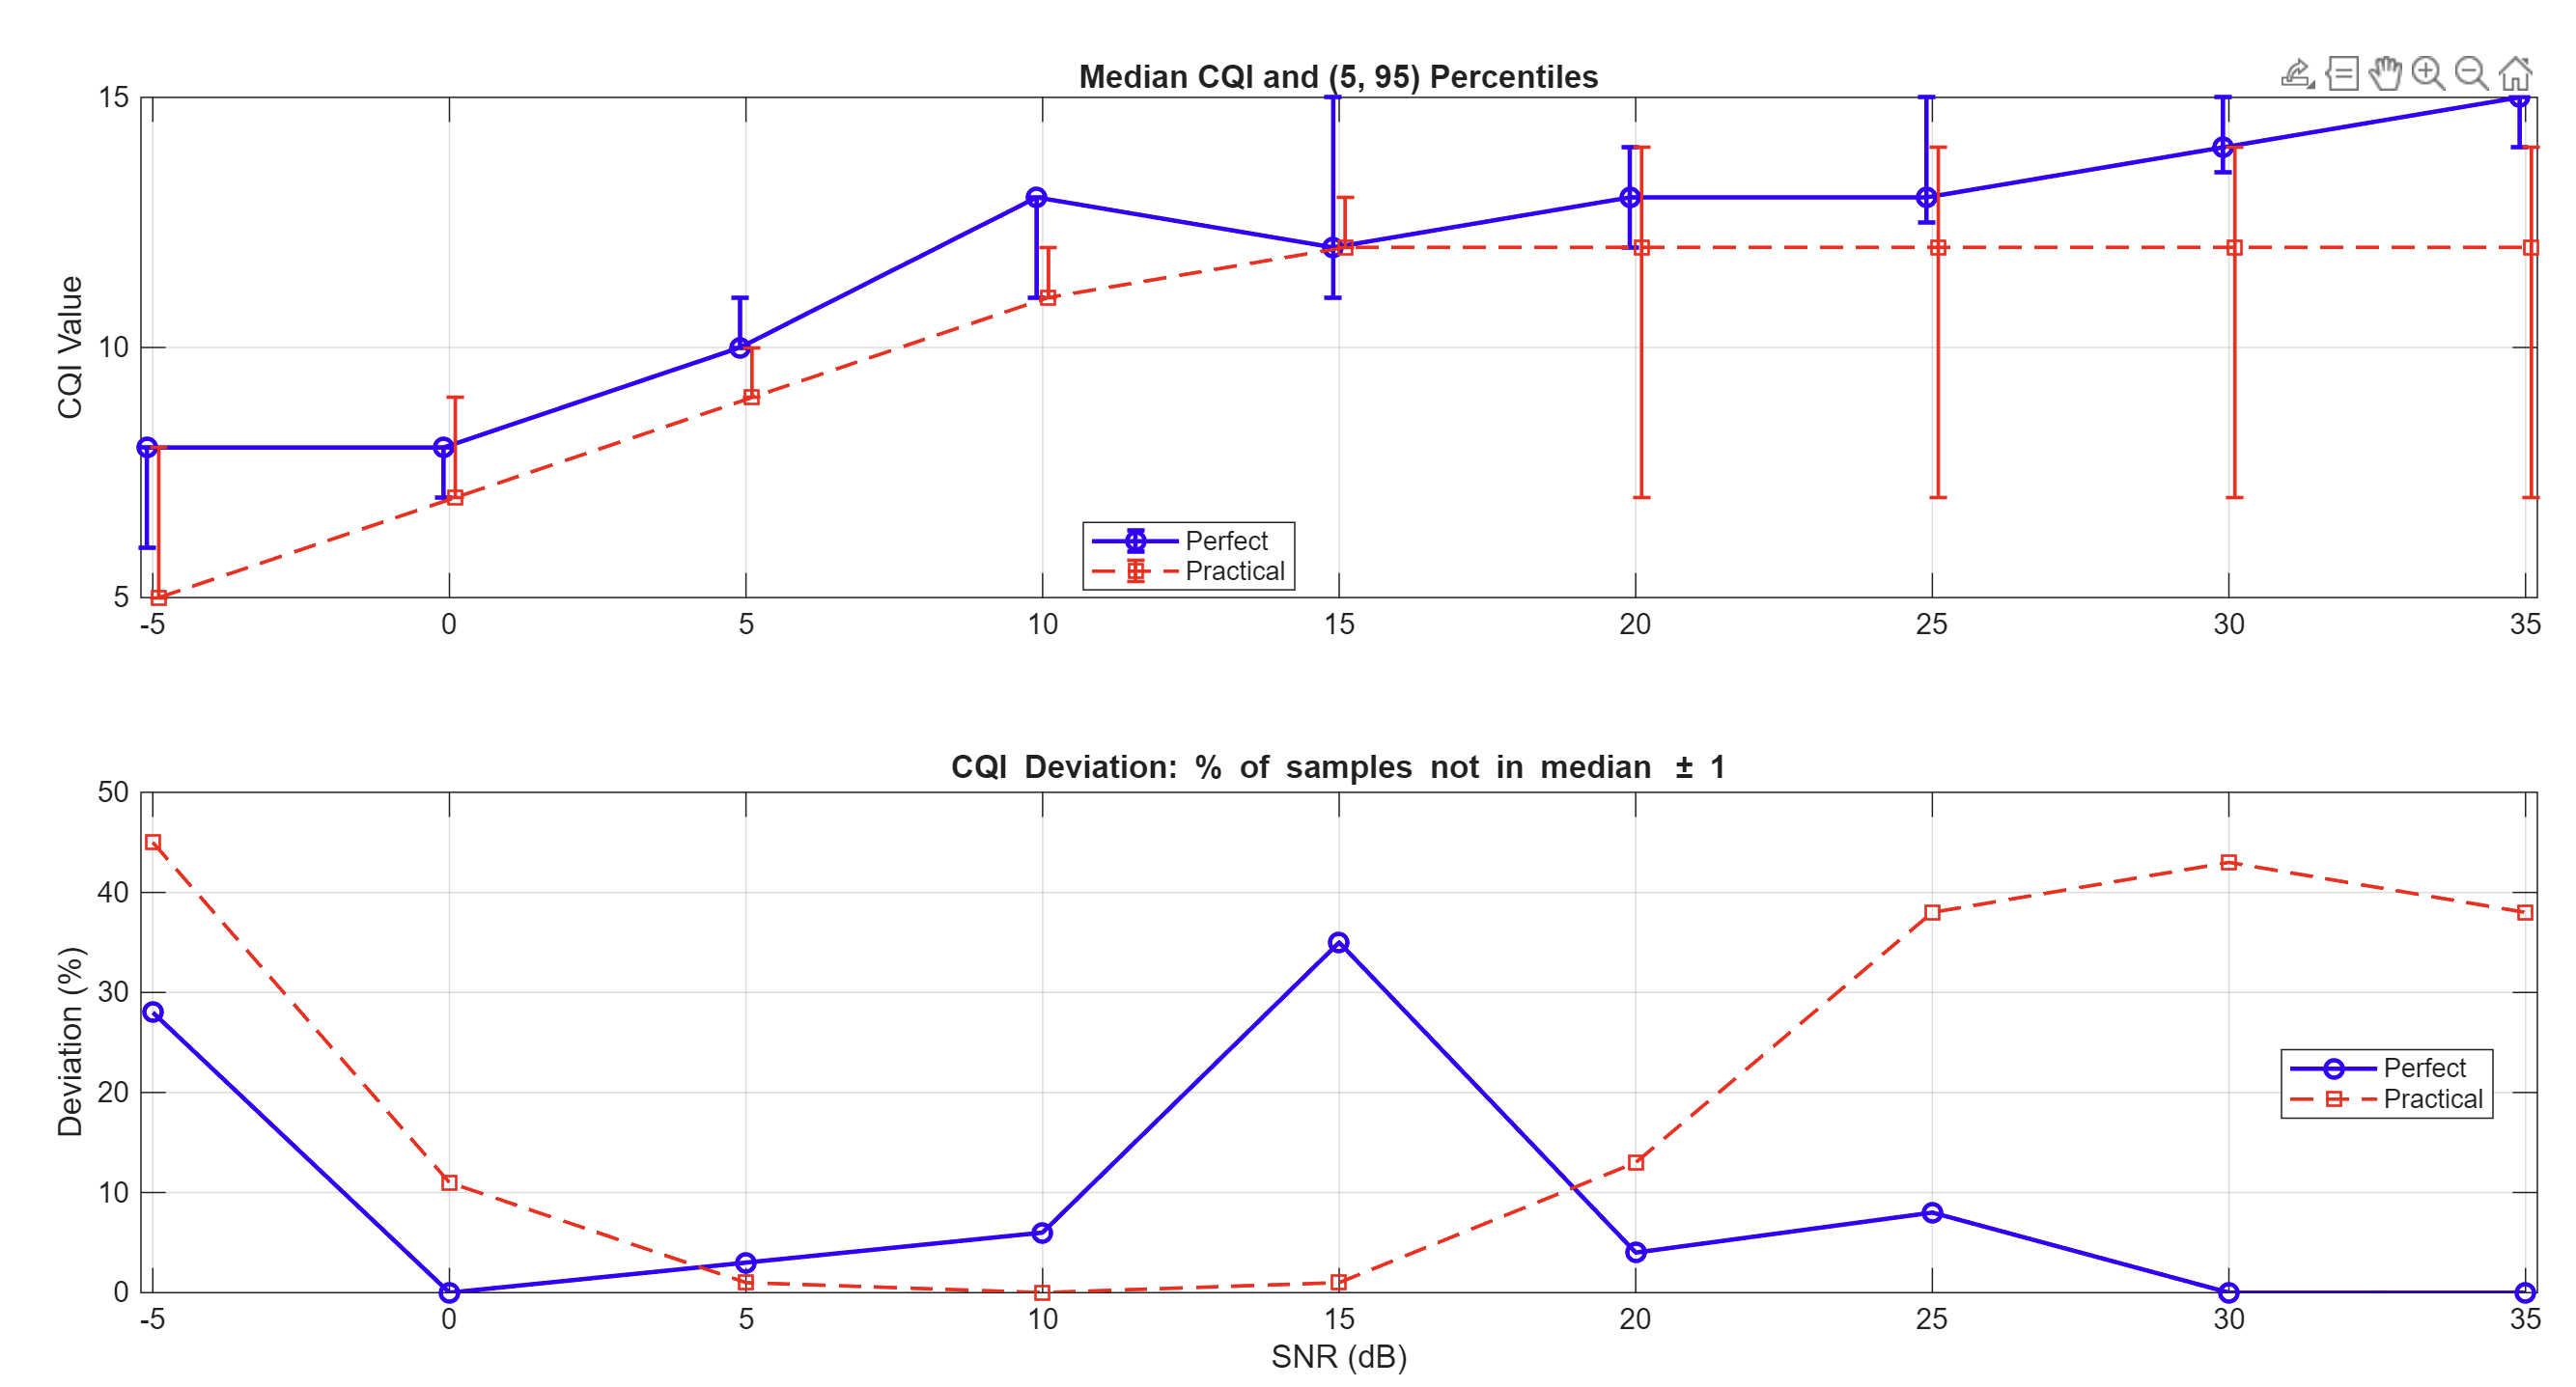 Median CQI and (5, 95) Percentiles
15
10
5
CQI Value
Perfect
Practical
-5 0 5 10 15 20 25 30 35
CQI Deviation: % of samples not in median ± 1
50
40
30
20
10
0
Deviation (%)
Perfect
Practical
-5 0 5 10 15 20 25 30 35
SNR (dB)